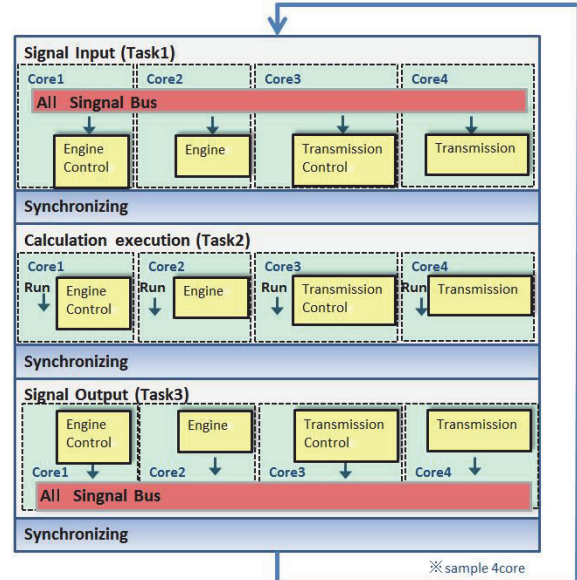 Signal Input (Task1)
Core1 Core2 Core3 Core4
All Singnal Bus
Engine
Control
Engine
Transmission
Control
Transmission
Synchronizing
Calculation execution (Task2)
Core1 Core2 Core3 Core4
Run Engine
Control
Run Engine
Run Transmission
Control
Run Transmission
Synchronizing
Signal Output (Task3)
Engine
Control
Engine
Transmission
Control
Transmission
Core1 Core2 Core3 Core4
All Singnal Bus
Synchronizing
※sample 4core